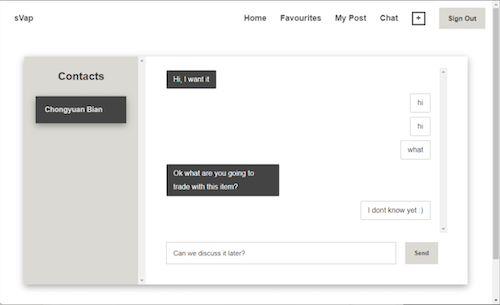 sVap
Home
Favourites
My Post
Chat
+
Sign Out
Contacts
Chongyuan Bian
Hi, I want it
hi
hi
what
Ok what are you going to
trade with this item?
I dont know yet :)
Can we discuss it later?
Send